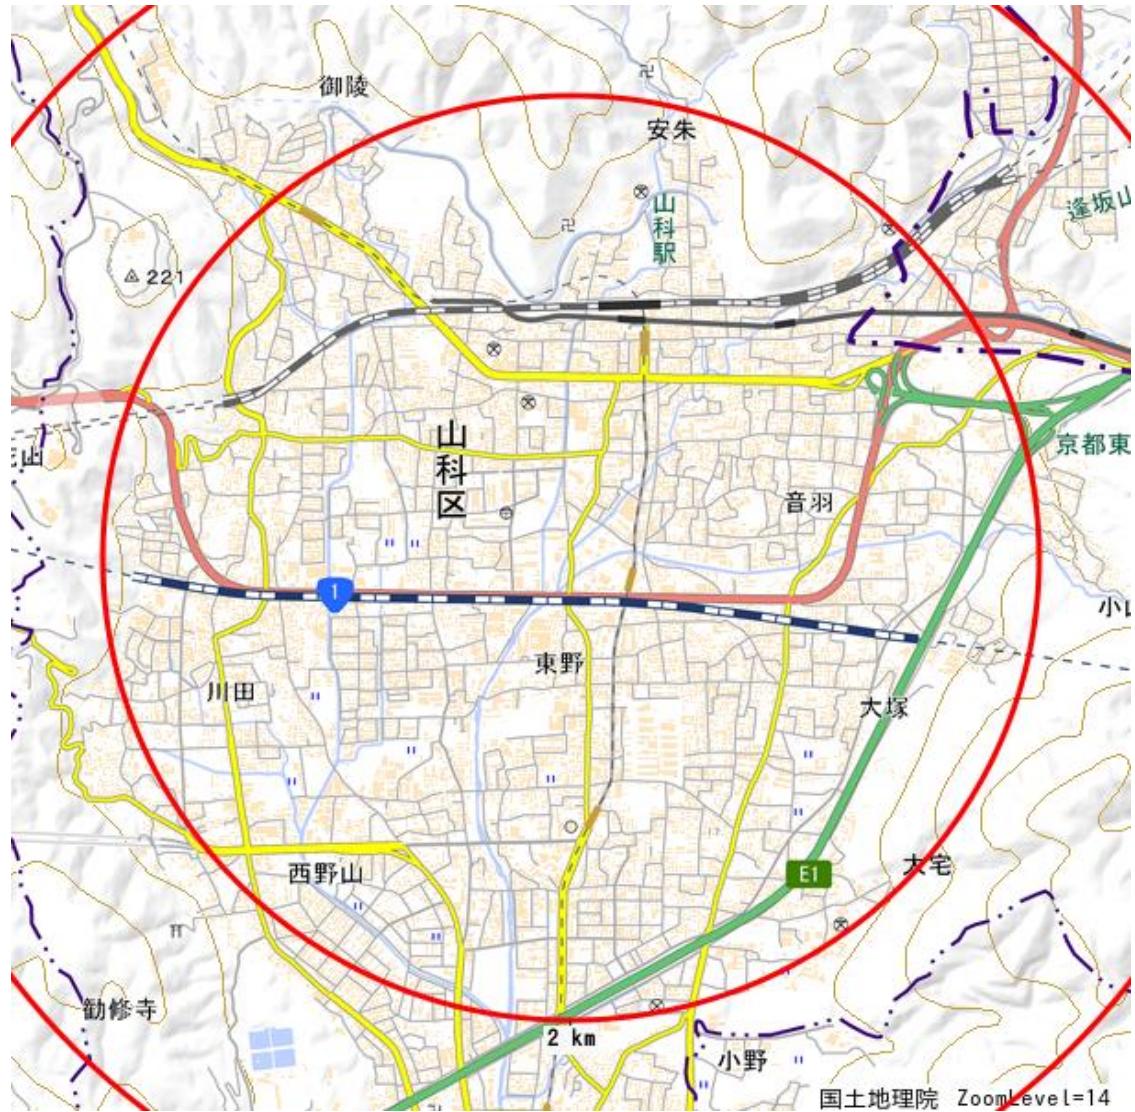 御陵
安朱
山科駅
逢坂山
221
山科区
音羽
京都東
1
小山
東野
川田
大塚
E1
大宅
西野山
勧修寺
2 km
小野
国土地理院 ZoomLevel=14